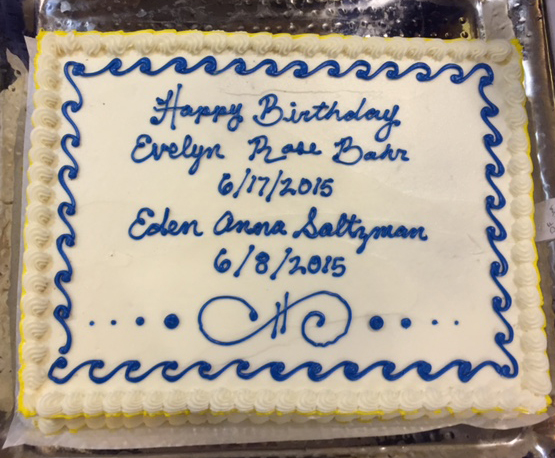 Happy Birthday
Evelyn Rose Bahr
6/17/2015
Eden Anna Saltzman
6/8/2015